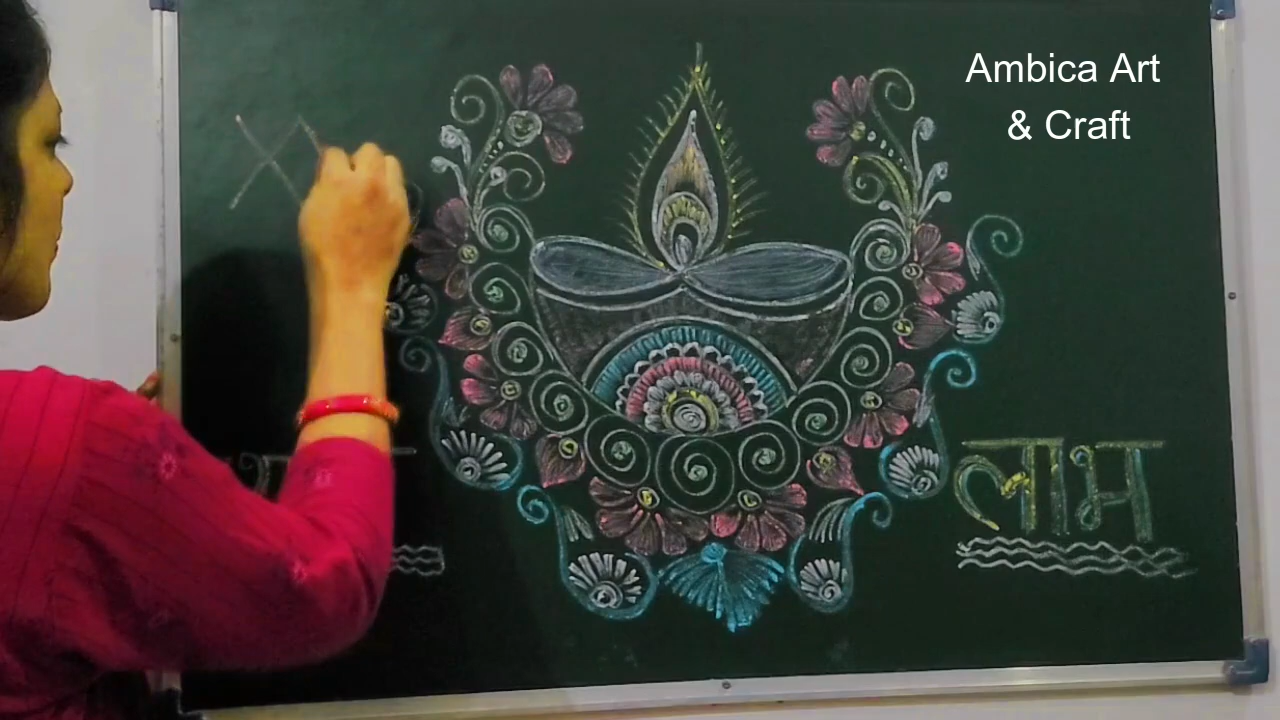 Ambica Art
& Craft
लाभ